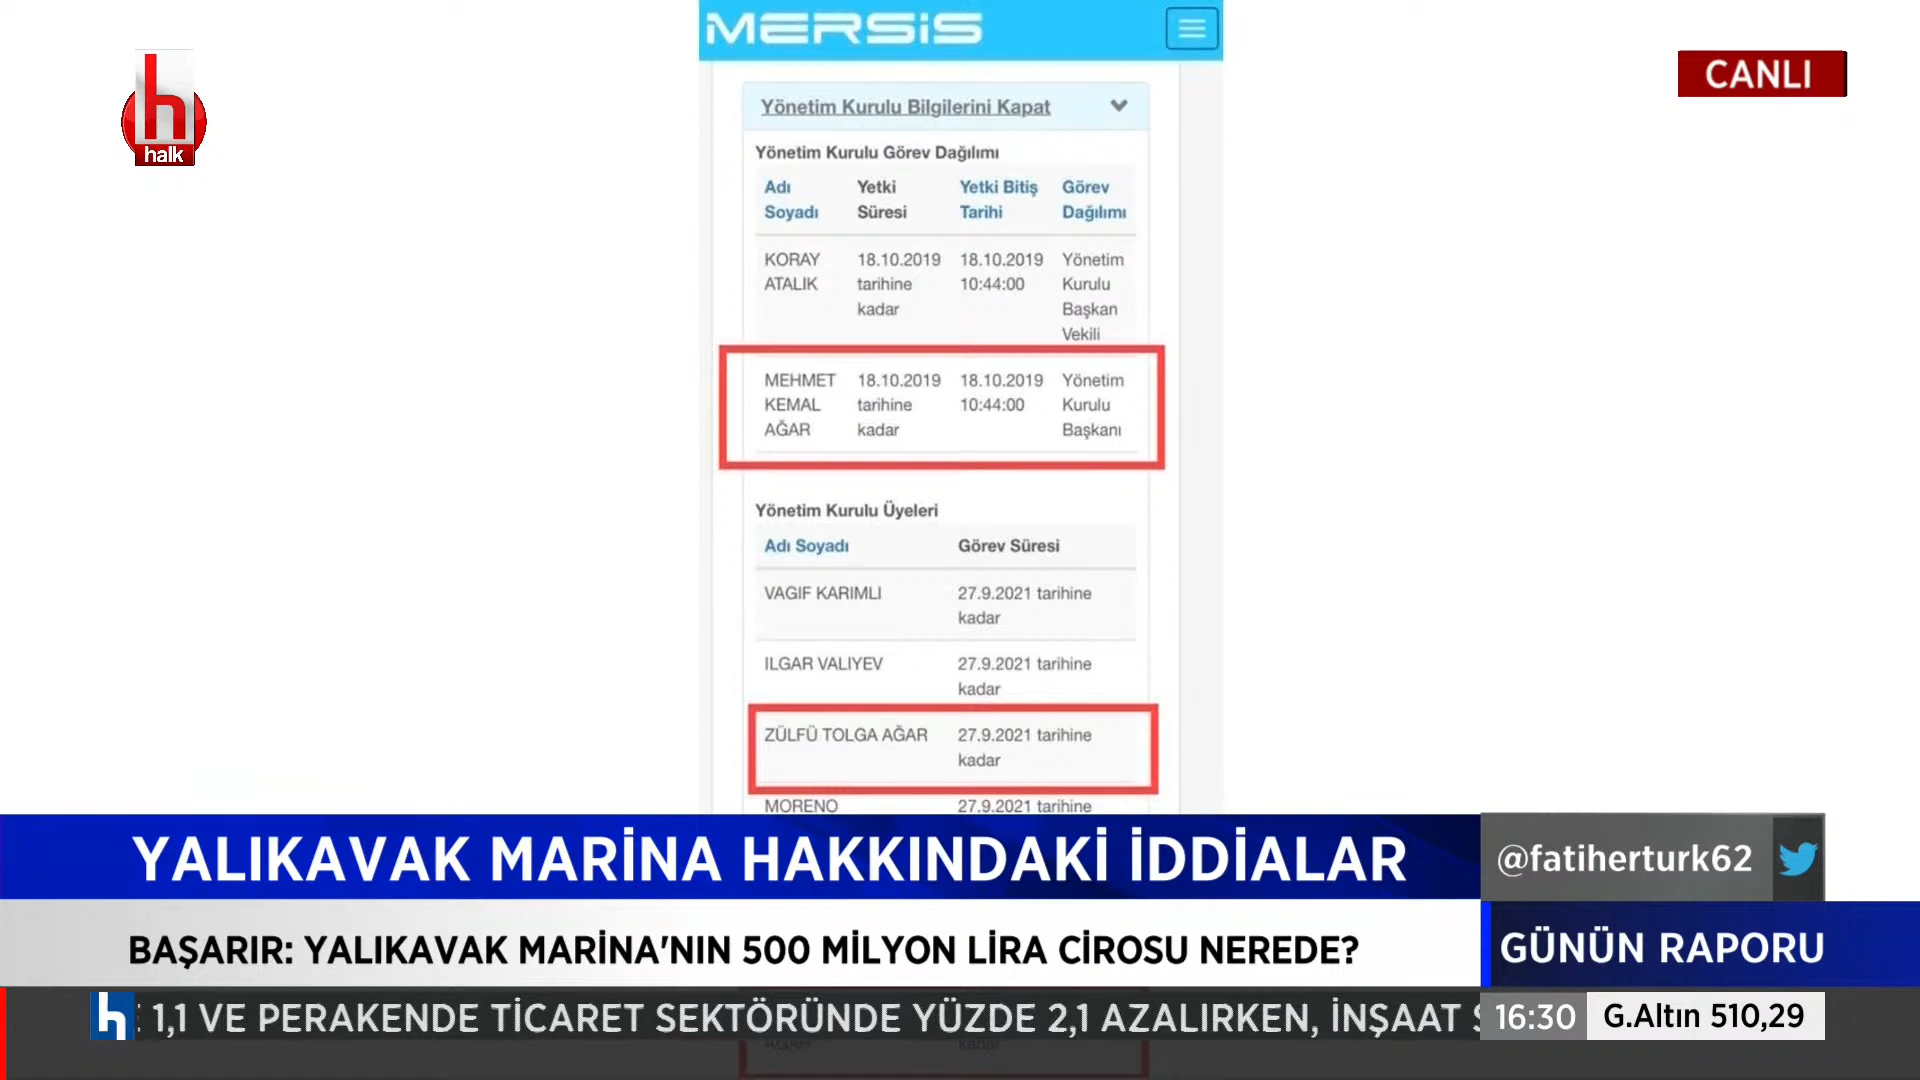 MERSiS
h
halk
CANLI
Yönetim Kurulu Bilgilerini Kapat
Yönetim Kurulu Görev Dağılımı
Adı Soyadı
Yetki Süresi
Yetki Bitiş Tarihi
Görev Dağılımı
KORAY ATALIK
18.10.2019 tarihine kadar
18.10.2019 10:44:00
Yönetim Kurulu Başkan Vekili
MEHMET KEMAL AĞAR
18.10.2019 tarihine kadar
18.10.2019 10:44:00
Yönetim Kurulu Başkanı
Yönetim Kurulu Üyeleri
Adı Soyadı
Görev Süresi
VAGIF KARIMLI
27.9.2021 tarihine kadar
ILGAR VALIYEV
27.9.2021 tarihine kadar
ZÜLFÜ TOLGA AĞAR
27.9.2021 tarihine kadar
MORENO
27.9.2021 tarihine
YALIKAVAK MARİNA HAKKINDAKİ İDDİALAR
@fatiherturk62
BAŞARIR: YALIKAVAK MARİNA'NIN 500 MİLYON LİRA CİROSU NEREDE?
GÜNÜN RAPORU
h
1,1 VE PERAKENDE TİCARET SEKTÖRÜNDE YÜZDE 2,1 AZALIRKEN, İNŞAAT
16:30
G.Altın 510,29